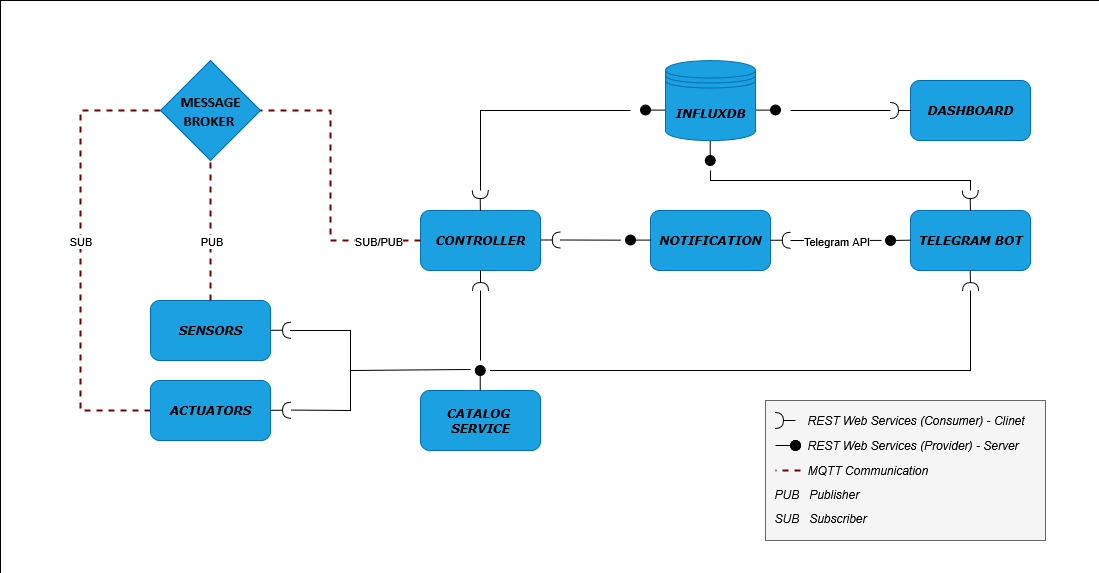 MESSAGE
BROKER
INFLUXDB
DASHBOARD
SUB
PUB
SUB/PUB
CONTROLLER
NOTIFICATION
Telegram API
TELEGRAM BOT
SENSORS
ACTUATORS
CATALOG
SERVICE
REST Web Services (Consumer) - Clinet
REST Web Services (Provider) - Server
MQTT Communication
PUB Publisher
SUB Subscriber